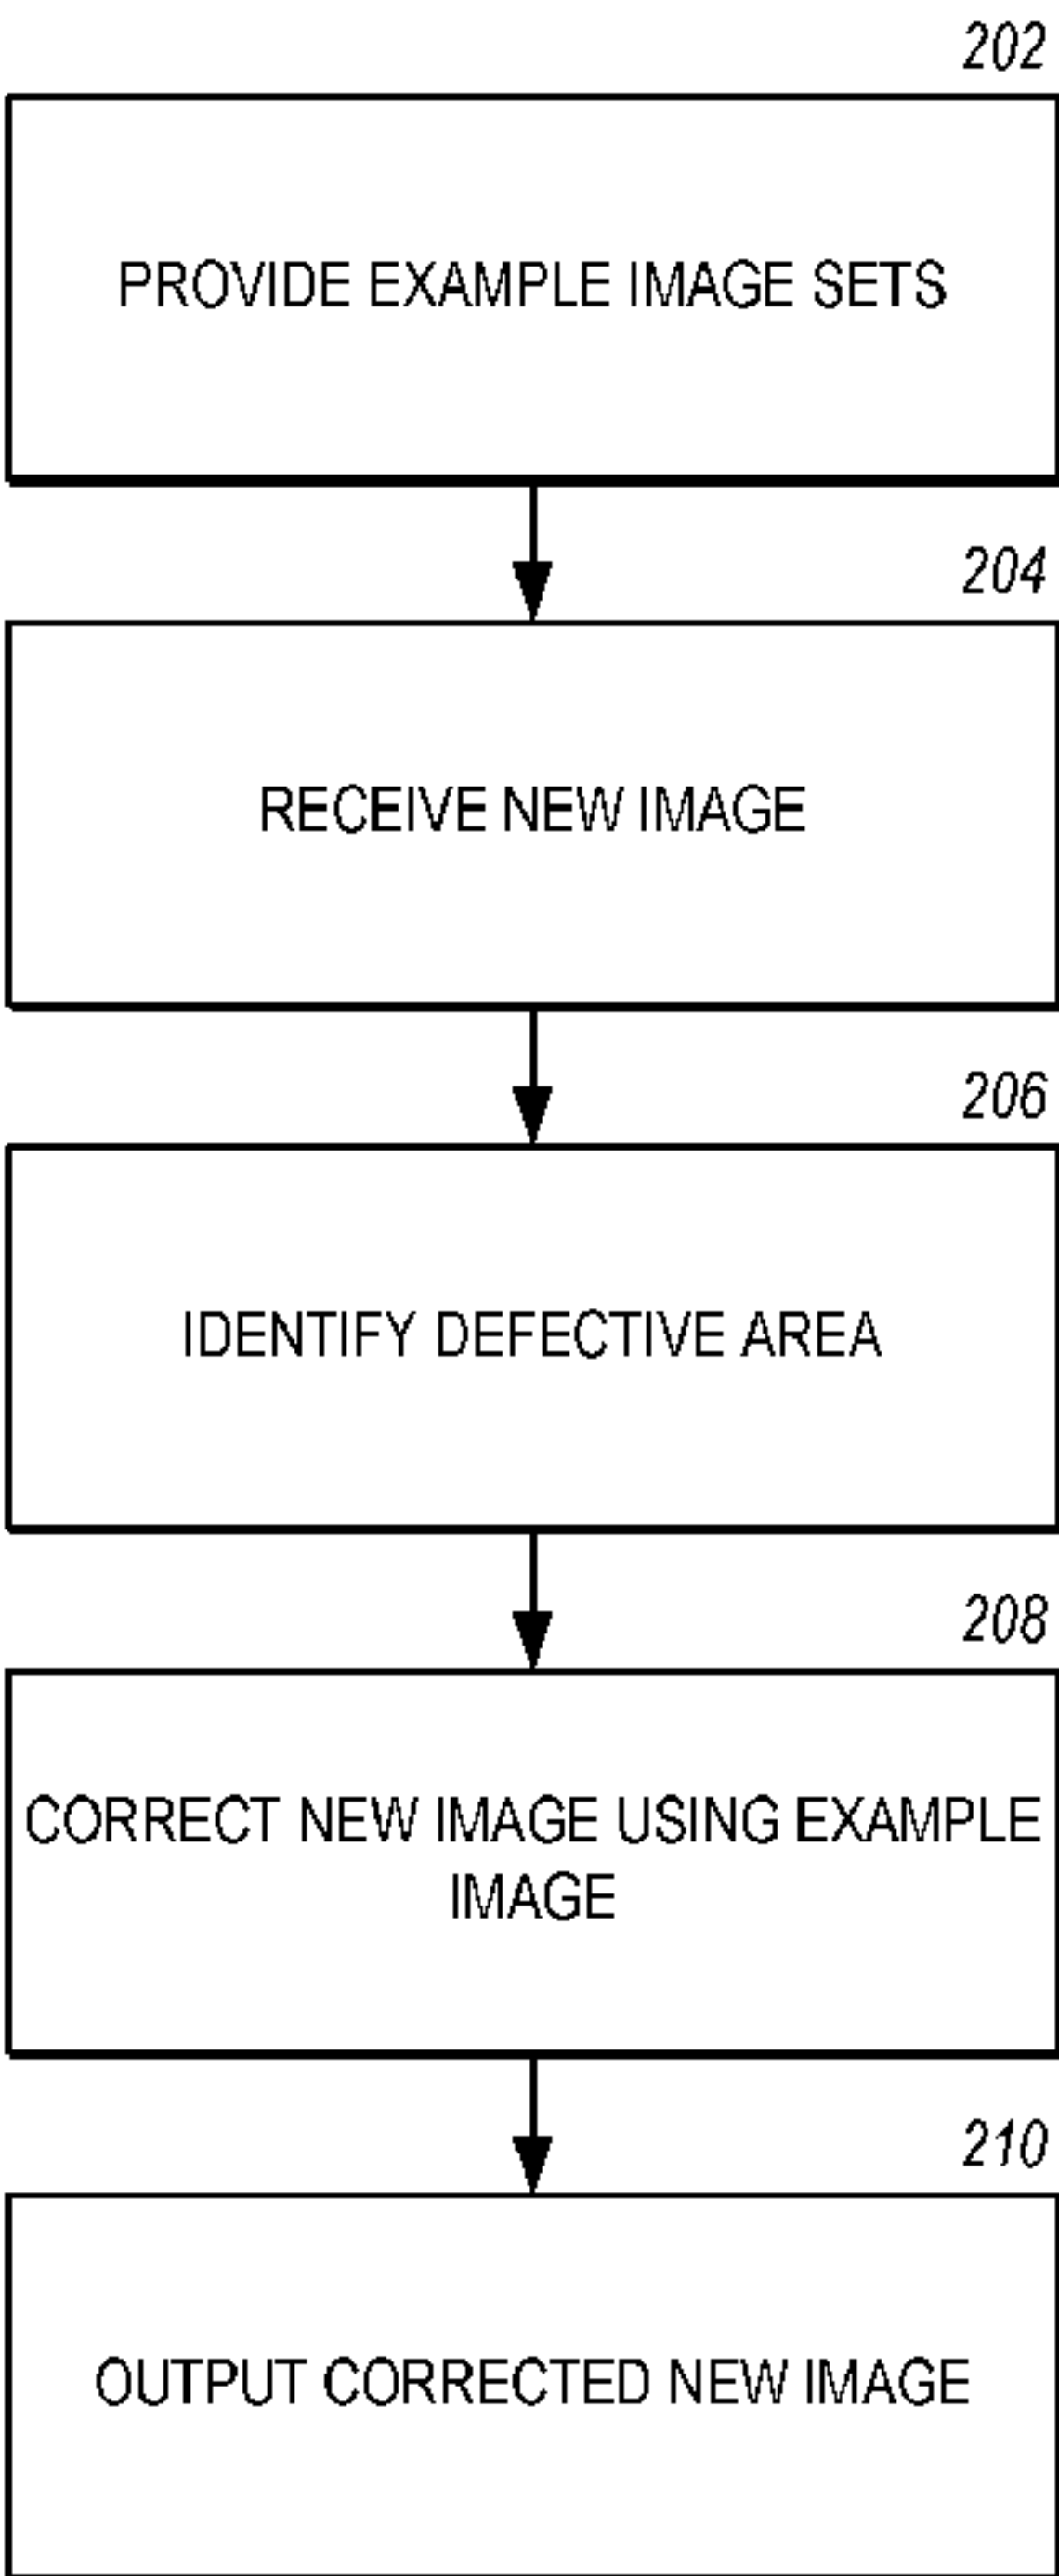 202
PROVIDE EXAMPLE IMAGE SETS
204
RECEIVE NEW IMAGE
206
IDENTIFY DEFECTIVE AREA
208
CORRECT NEW IMAGE USING EXAMPLE
IMAGE
210
OUTPUT CORRECTED NEW IMAGE